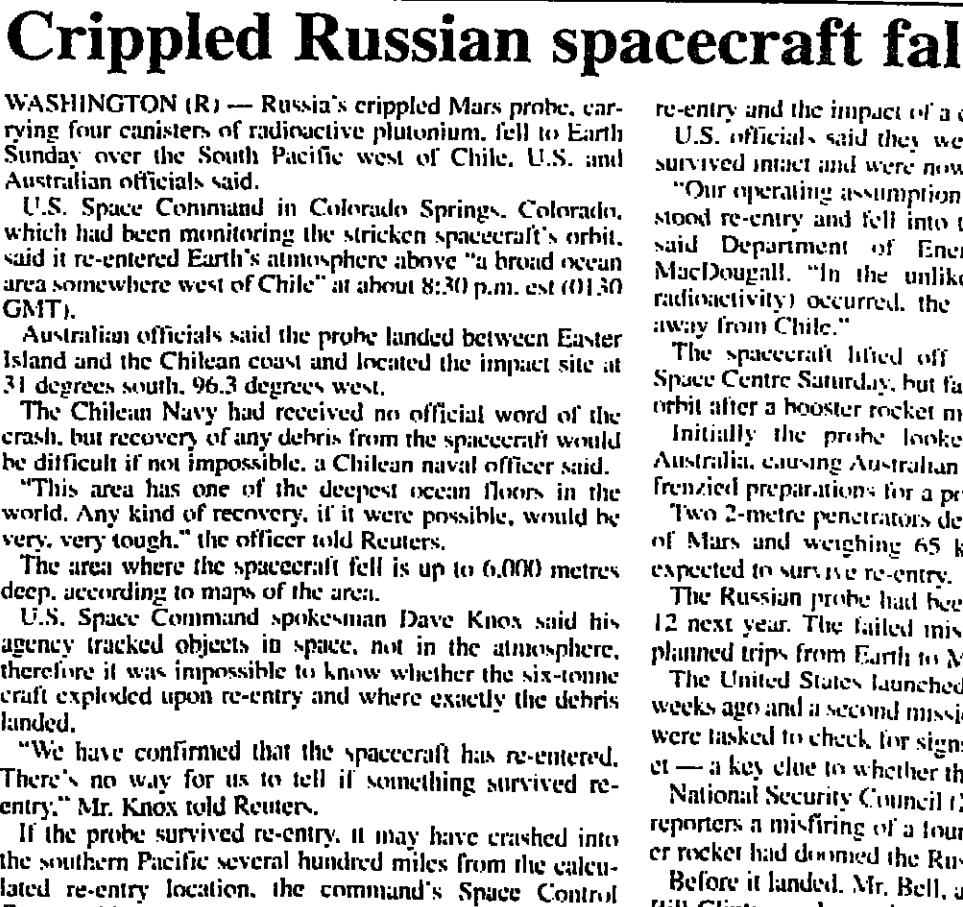 Crippled Russian spacecraft fal
WASHINGTON (R) — Russia's crippled Mars probe, car-
rying four canisters of radioactive plutonium, fell to Earth
Sunday over the South Pacific west of Chile, U.S. and
Australian officials said.
U.S. Space Command in Colorado Springs, Colorado,
which had been monitoring the stricken spacecraft's orbit,
said it re-entered Earth's atmosphere above "a broad ocean
area somewhere west of Chile" at about 8:30 p.m. est (0130
GMT).
Australian officials said the probe landed between Easter
Island and the Chilean coast and located the impact site at
31 degrees south, 96.3 degrees west.
The Chilean Navy had received no official word of the
crash, but recovery of any debris from the spacecraft would
be difficult if not impossible, a Chilean naval officer said.
"This area has one of the deepest ocean floors in the
world. Any kind of recovery, if it were possible, would be
very, very tough," the officer told Reuters.
The area where the spacecraft fell is up to 6,000 metres
deep, according to maps of the area.
U.S. Space Command spokesman Dave Knox said his
agency tracked objects in space, not in the atmosphere,
therefore it was impossible to know whether the six-tonne
craft exploded upon re-entry and where exactly the debris
landed.
"We have confirmed that the spacecraft has re-entered.
There's no way for us to tell if something survived re-
entry," Mr. Knox told Reuters.
If the probe survived re-entry, it may have crashed into
the southern Pacific several hundred miles from the calcu-
lated re-entry location, the command's Space Control
re-entry and the impact of a
U.S. officials said they we
survived intact and were now
"Our operating assumption
stood re-entry and fell into t
said Department of Ener
MacDougall. "In the unlike
radioactivity) occurred, the
away from Chile."
The spacecraft lifted off
Space Centre Saturday, but fa
orbit after a booster rocket m
Initially the probe looke
Australia, causing Australian
frenzied preparations for a po
Two 2-metre penetrators de
of Mars and weighing 65 k
expected to survive re-entry.
The Russian probe had bee
12 next year. The failed mis
planned trips from Earth to M
The United States launched
weeks ago and a second missi
were tasked to check for signs
et — a key clue to whether th
National Security Council (
reporters a misfiring of a four
er rocket had doomed the Rus
Before it landed, Mr. Bell, a